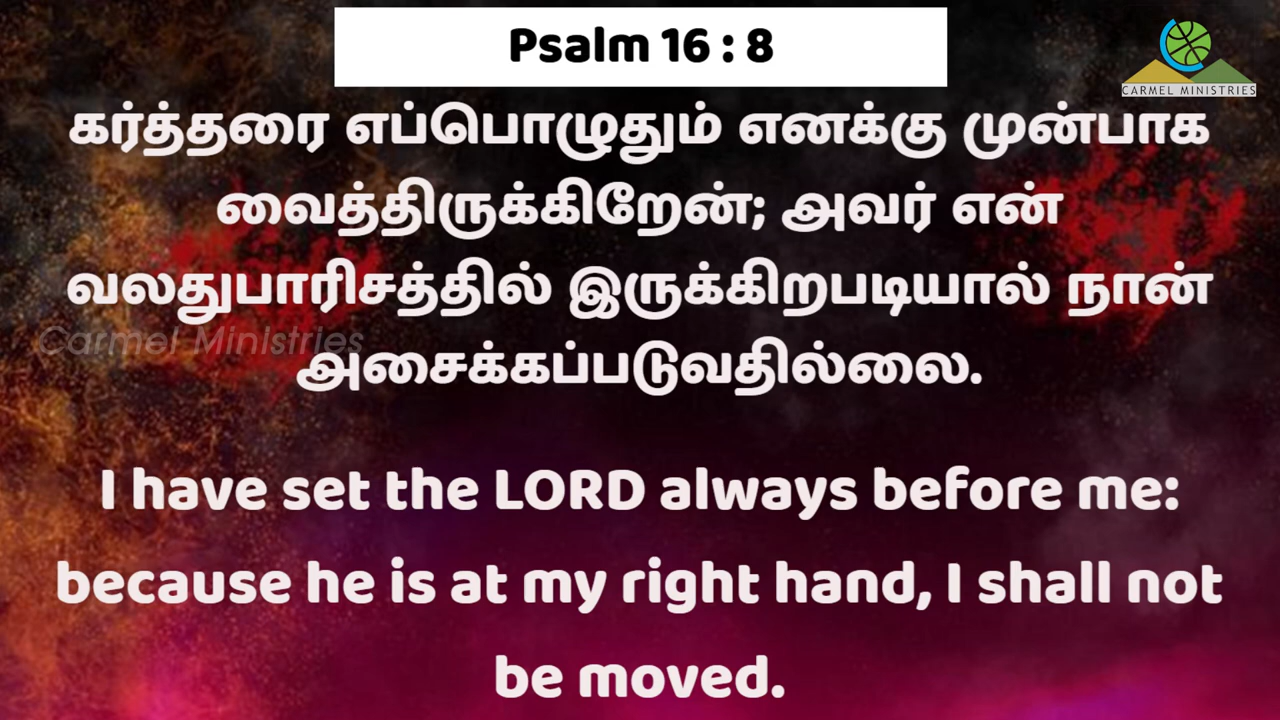 Psalm 16 : 8
CARMEL MINISTRIES
கர்த்தரை எப்பொழுதும் எனக்கு முன்பாக
வைத்திருக்கிறேன்; அவர் என்
வலதுபாரிசத்தில் இருக்கிறபடியால் நான்
Carmel Ministries
அசைக்கப்படுவதில்லை.
I have set the LORD always before me:
because he is at my right hand, I shall not
be moved.